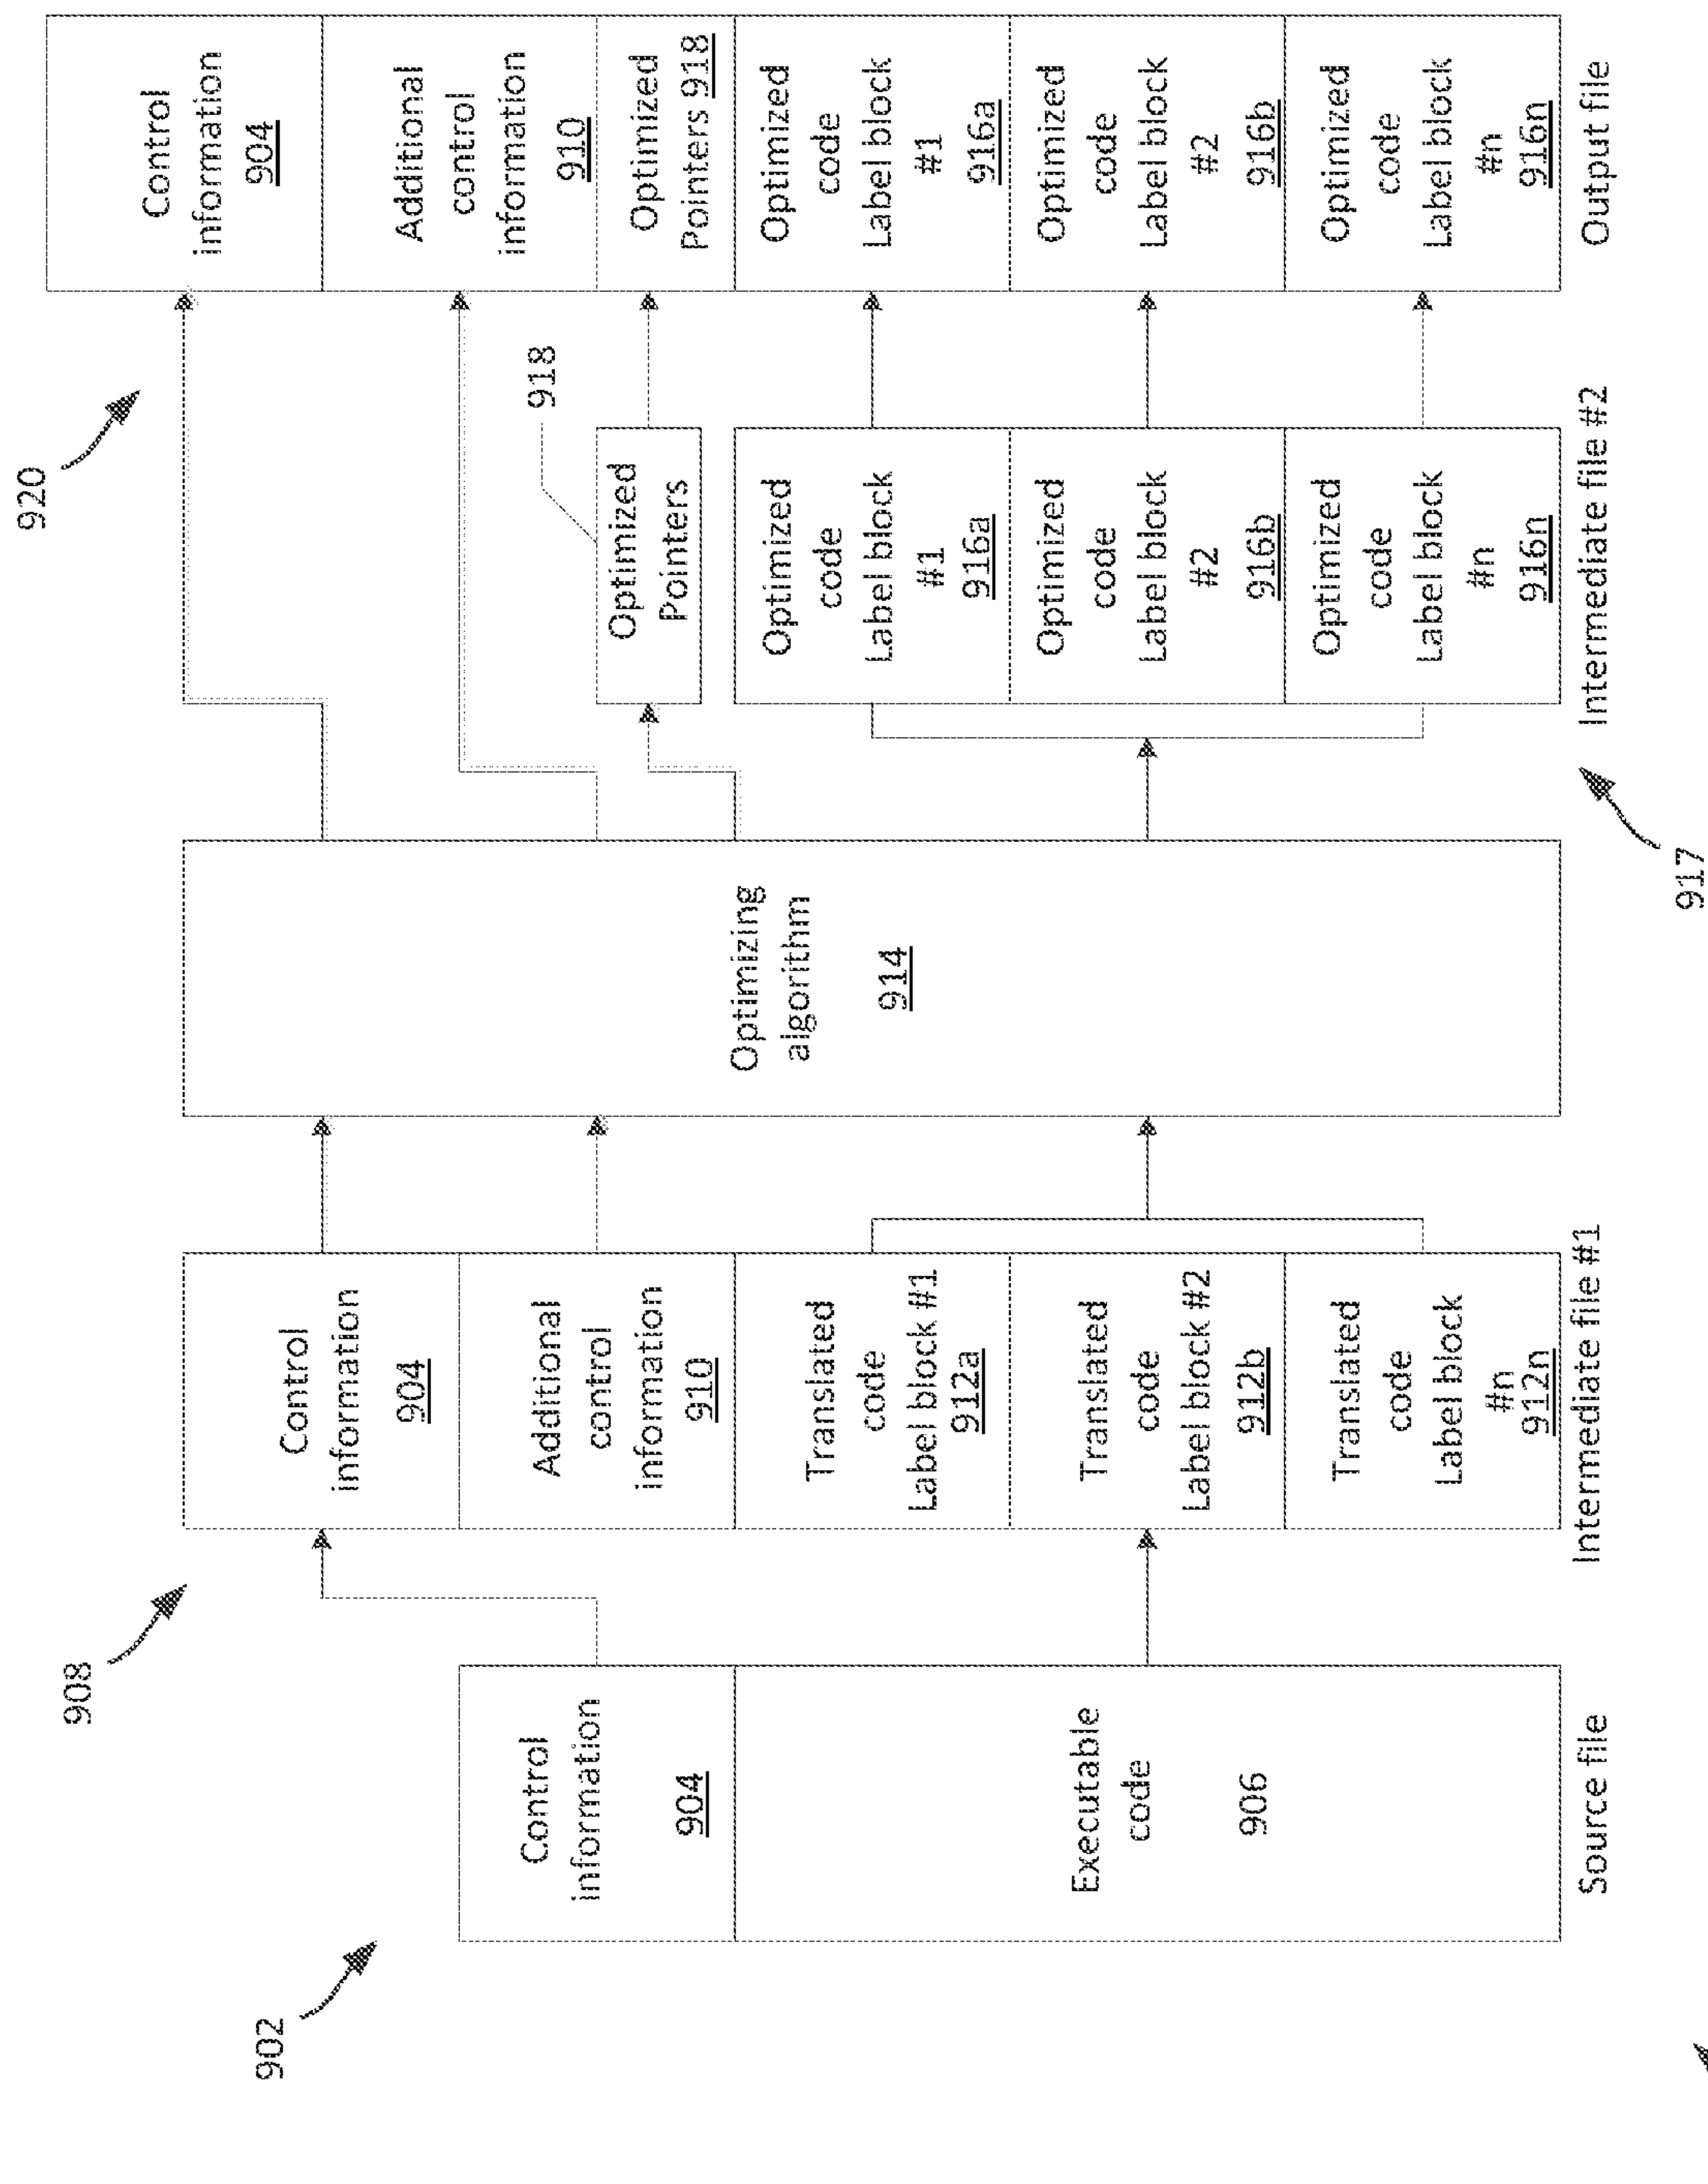 902
Control
information
904
Executable
code
906
Source file
908
Control
information
904
Additional
control
information
910
Translated
code
Label block #1
912a
Translated
code
Label block #2
912b
Translated
code
Label block
#n
912n
Intermediate file #1
Optimizing
algorithm
914
918
Optimized
Pointers
Optimized
code
Label block
#1
916a
Optimized
code
Label block
#2
916b
Optimized
code
Label block
#n
916n
Intermediate file #2
917
920
Control
information
904
Additional
control
information
910
Optimized
Pointers 918
Optimized
code
Label block
#1
916a
Optimized
code
Label block
#2
916b
Optimized
code
Label block
#n
916n
Output file